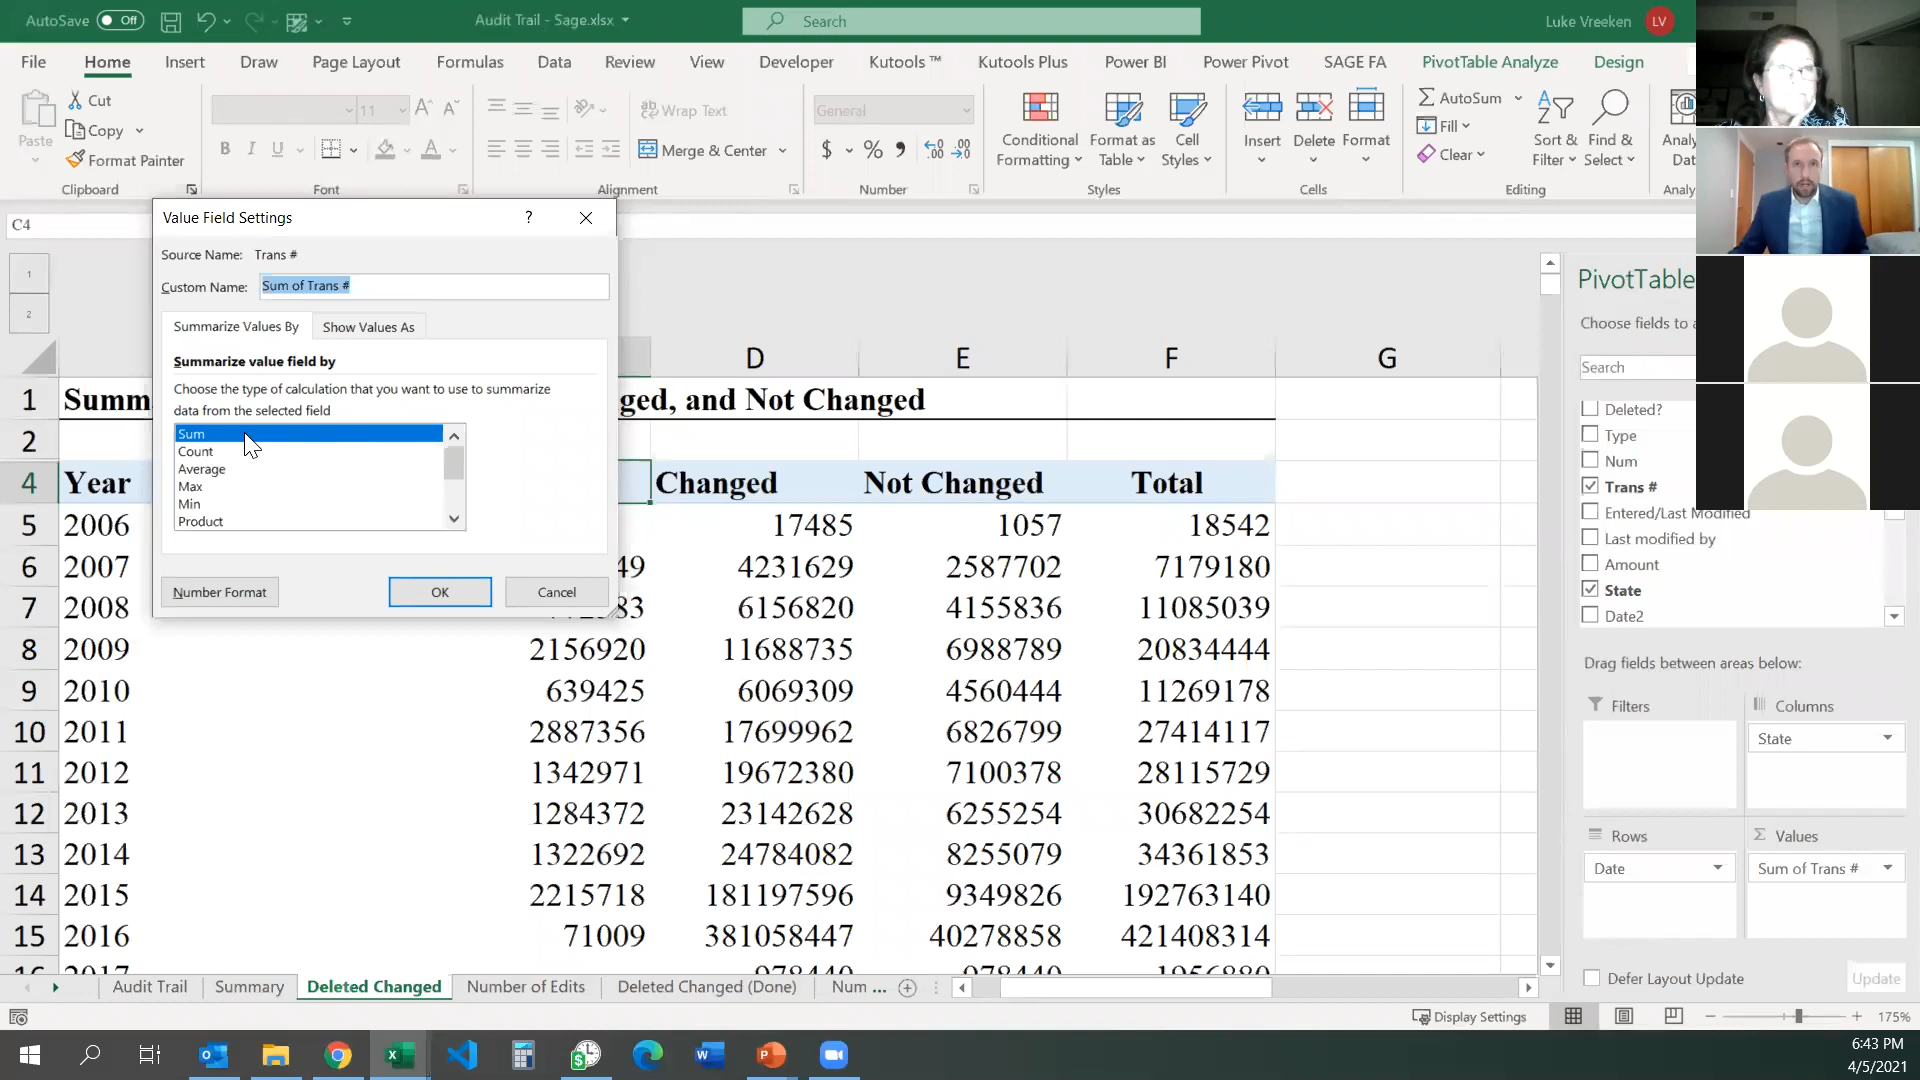 AutoSave Off
Audit Trail - Sage.xlsx
Search
Luke Vreeken LV
File Home Insert Draw Page Layout Formulas Data Review View Developer Kutools ™ Kutools Plus Power BI Power Pivot SAGE FA PivotTable Analyze Design
Paste
Cut
Copy
Format Painter
Clipboard
11
B I U
Font
Wrap Text
Merge & Center
Alignment
General
$ %
Number
Conditional Formatting
Format as Table
Cell Styles
Styles
Insert Delete Format
Cells
AutoSum
Fill
Clear
Sort & Filter
Find & Select
Editing
C4
Value Field Settings ?
Source Name: Trans #
Custom Name: Sum of Trans #
Summarize Values By Show Values As
Summarize value field by
Choose the type of calculation that you want to use to summarize
data from the selected field
Sum
Count
Average
Max
Min
Product
Number Format OK Cancel
1
2
D E F G
1 Summ ged, and Not Changed
2
4 Year Changed Not Changed Total
5 2006 17485 1057 18542
6 2007 49 4231629 2587702 7179180
7 2008 6156820 4155836 11085039
8 2009 2156920 11688735 6988789 20834444
9 2010 639425 6069309 4560444 11269178
10 2011 2887356 17699962 6826799 27414117
11 2012 1342971 19672380 7100378 28115729
12 2013 1284372 23142628 6255254 30682254
13 2014 1322692 24784082 8255079 34361853
14 2015 2215718 181197596 9349826 192763140
15 2016 71009 381058447 40278858 421408314
16 2017 978440 978440 1956880
PivotTable
Choose fields to a
Search
Deleted?
Type
Num
Trans #
Entered/Last Modified
Last modified by
Amount
State
Date2
Drag fields between areas below:
Filters Columns
State
Rows Values
Date Sum of Trans #
Defer Layout Update Update
Audit Trail Summary Deleted Changed Number of Edits Deleted Changed (Done) Num ...
Display Settings 175%
6:43 PM
4/5/2021